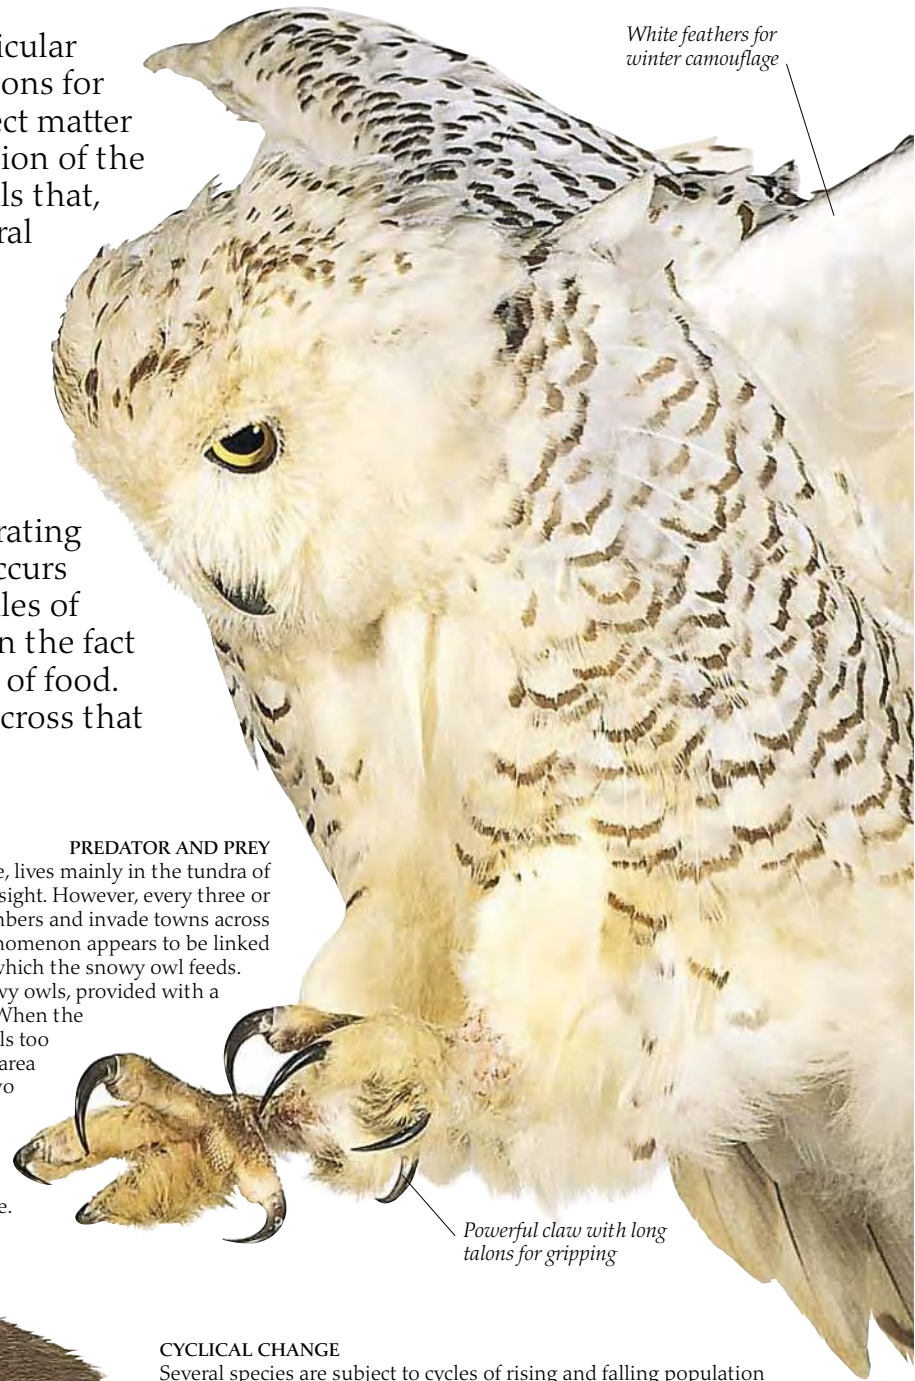 icular
ons for
ect matter
ion of the
ls that,
ral
White feathers for
winter camouflage
rating
ccurs
les of
n the fact
of food.
cross that
PREDATOR AND PREY
e, lives mainly in the tundra of
sight. However, every three or
nbers and invade towns across
nomenon appears to be linked
which the snowy owl feeds.
wy owls, provided with a
When the
ls too
area
vo
e.
Powerful claw with long
talons for gripping
CYCLICAL CHANGE
Several species are subject to cycles of rising and falling population